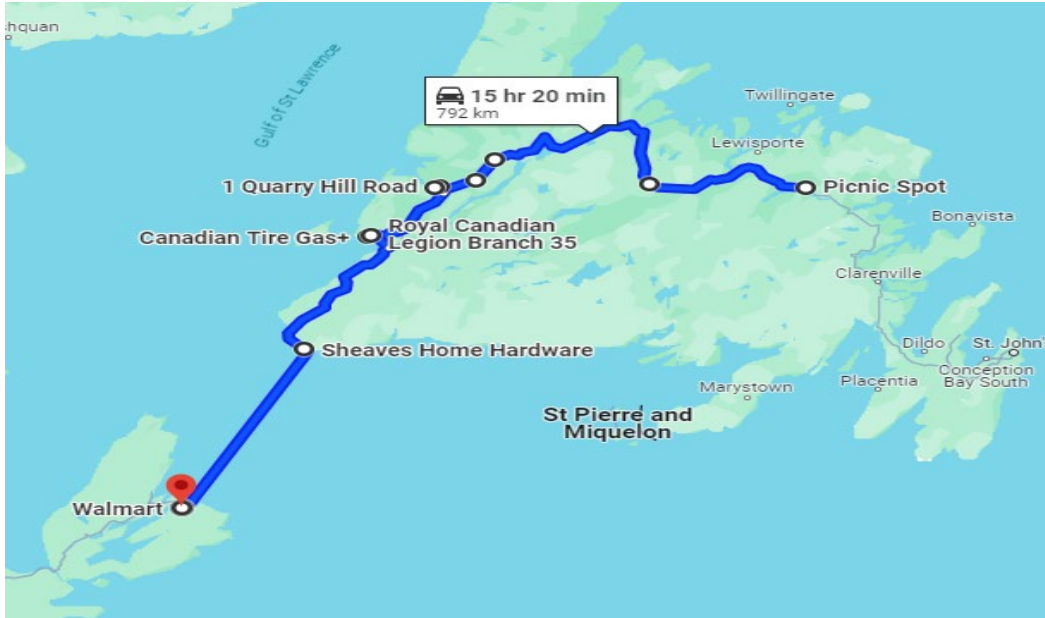 shquan
Gulf of St Lawrence
15 hr 20 min
792 km
Twillingate
Lewisporte
1 Quarry Hill Road
Picnic Spot
Bonavista
Canadian Tire Gas+
Royal Canadian
Legion Branch 35
Clarenville
Sheaves Home Hardware
Dildo
St. John'
Conception
Bay South
Placentia
Marystown
St Pierre and
Miquelon
Walmart